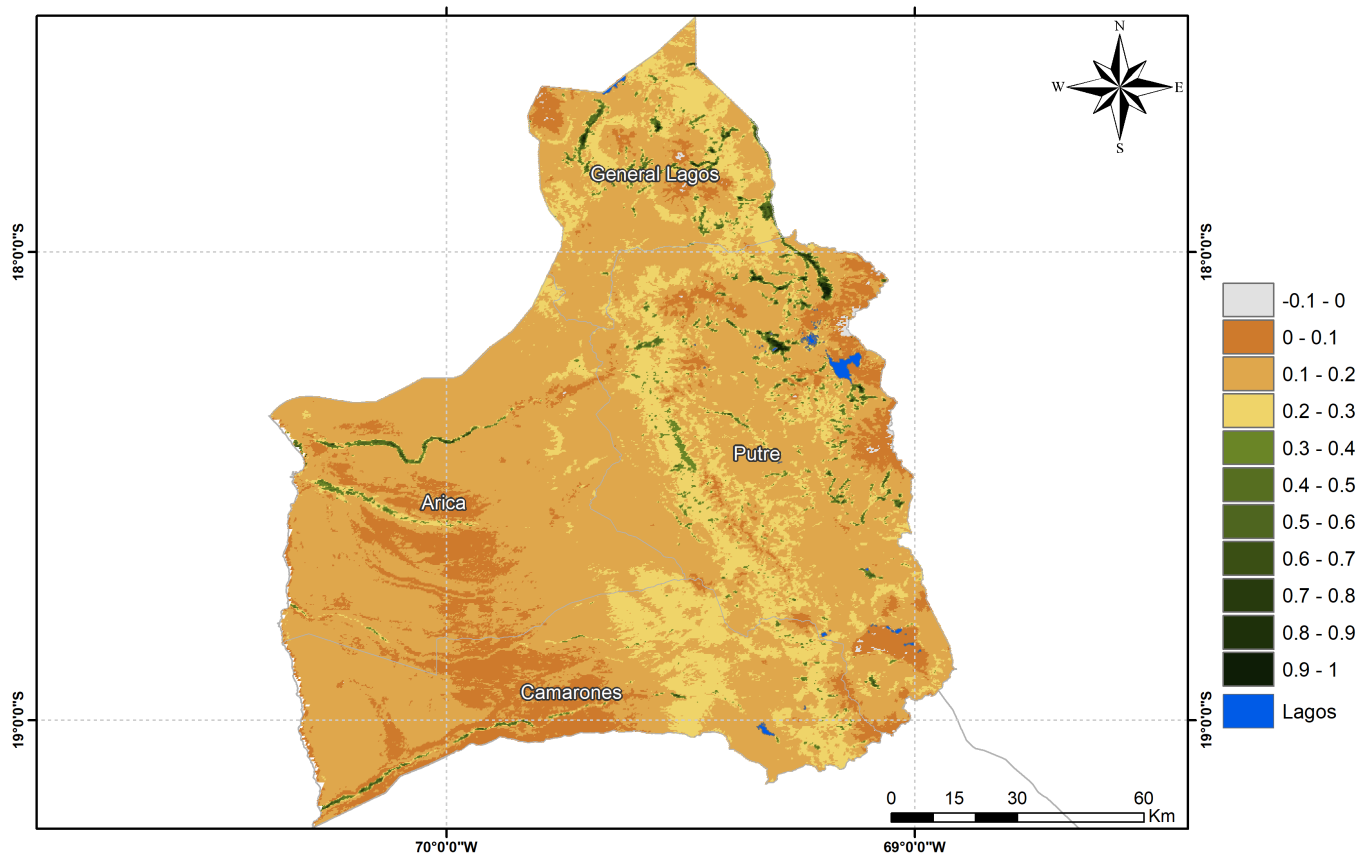 N
W E
S
General Lagos
18°0'0"S
18°0'0"S
Putre
Arica
Camarones
19°0'0"S
19°0'0"S
-0.1 - 0
0 - 0.1
0.1 - 0.2
0.2 - 0.3
0.3 - 0.4
0.4 - 0.5
0.5 - 0.6
0.6 - 0.7
0.7 - 0.8
0.8 - 0.9
0.9 - 1
Lagos
0 15 30 60
Km
70°0'0"W
69°0'0"W